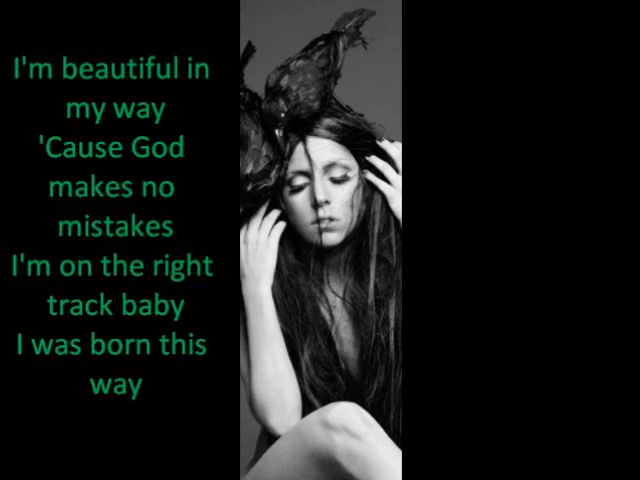 I'm beautiful in
my way
'Cause God
makes no
mistakes
I'm on the right
track baby
I was born this
way